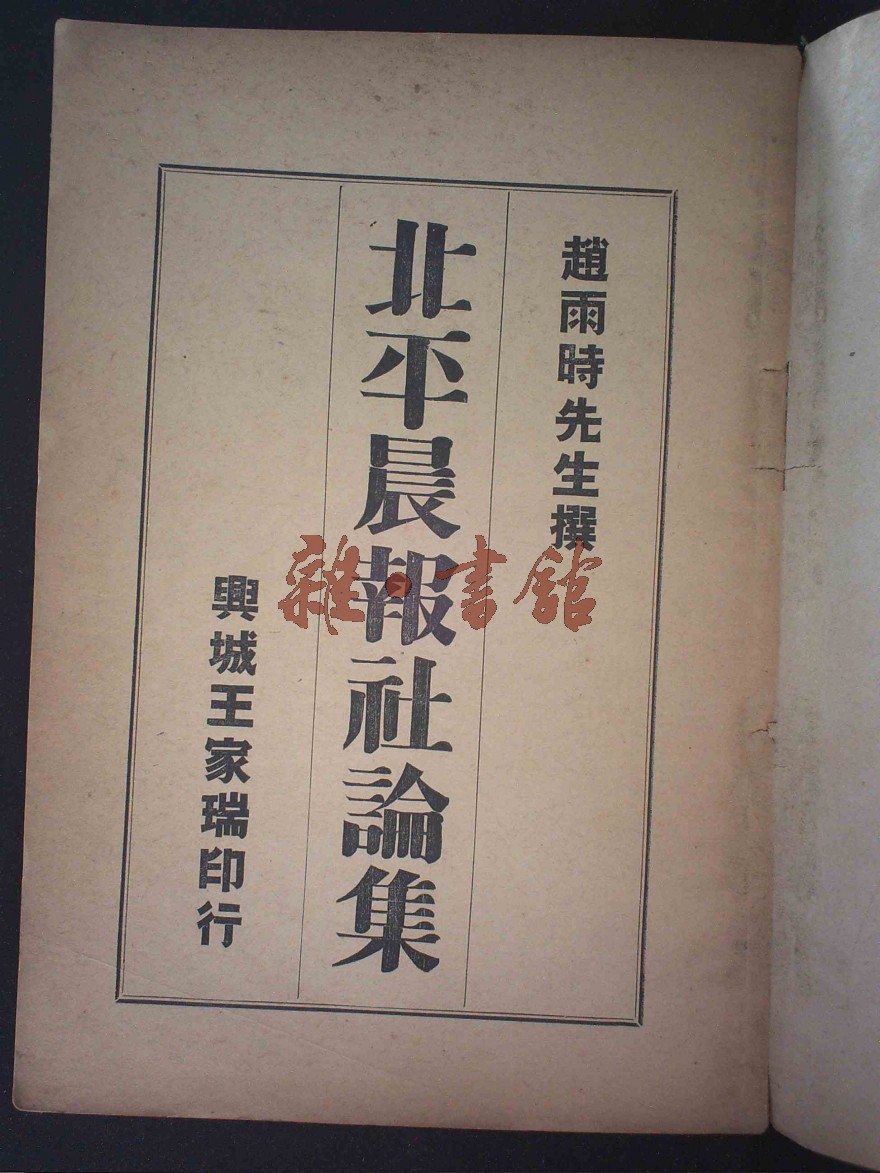 趙雨時先生撰
北平晨報社論集
興城王家瑞印行
雜·書館